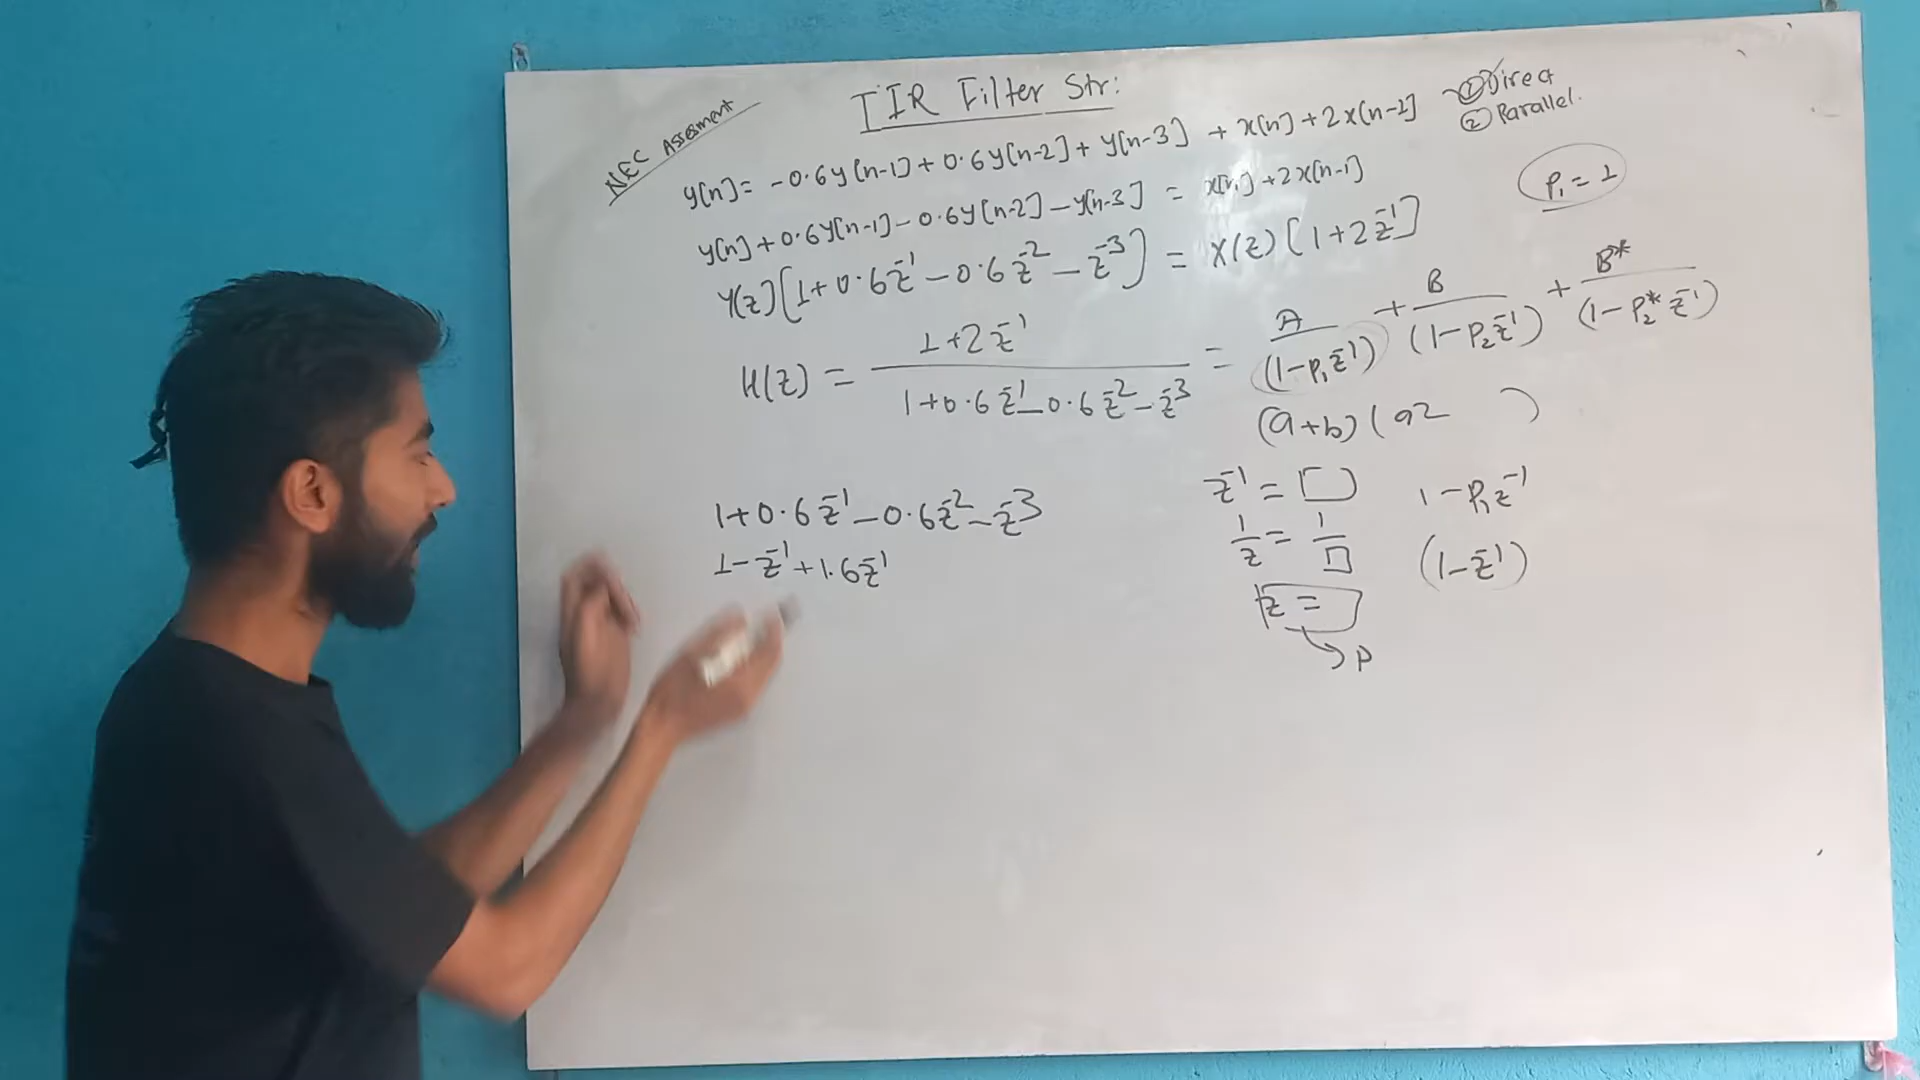 NEC Assesment
IIR Filter Str:
① Direct
② Parallel.
y[n] = -0.6y[n-1] + 0.6y[n-2] + y[n-3] + x[n] + 2x[n-2]
y[n] + 0.6y[n-1] - 0.6y[n-2] - y[n-3] = x[n] + 2x[n-1]
P₁ = 1
Y(z)[1 + 0.6z⁻¹ - 0.6z⁻² - z⁻³] = X(z)[1 + 2z⁻¹]
H(z) = (1 + 2z⁻¹) / (1 + 0.6z⁻¹ - 0.6z⁻² - z⁻³) = A / (1 - P₁z⁻¹) + B / (1 - P₂z⁻¹) + B* / (1 - P₂* z⁻¹)
(a+b)(a2 )
1 + 0.6z⁻¹ - 0.6z⁻² - z⁻³
1 - z⁻¹ + 1.6z⁻¹
z⁻¹ = □
1/z = 1/□
z =
P
1 - P₁z⁻¹
(1 - z⁻¹)